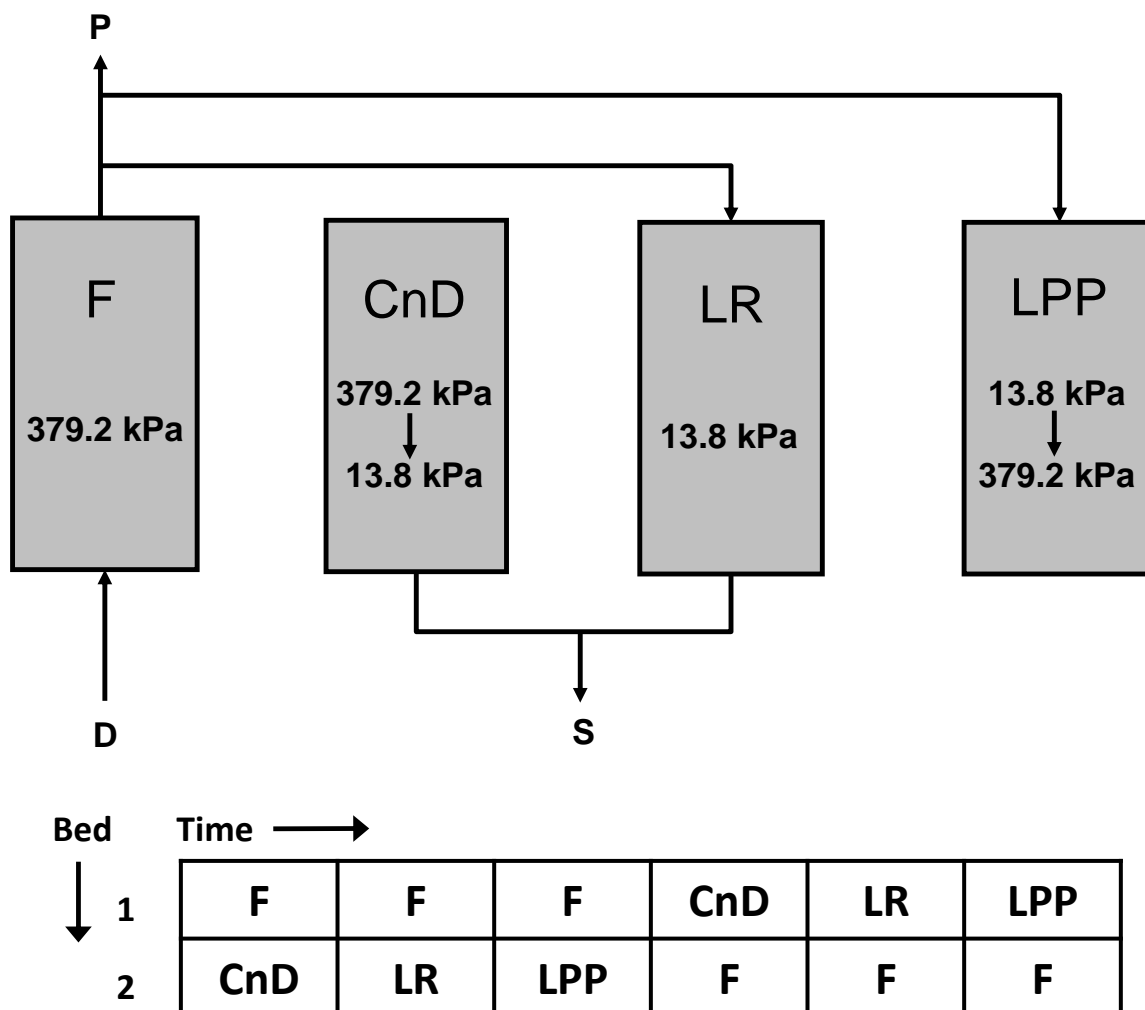 P
F
CnD
LR
LPP
379.2 kPa
379.2 kPa
13.8 kPa
13.8 kPa
13.8 kPa
379.2 kPa
D
S
Bed Time
1 F F F CnD LR LPP
2 CnD LR LPP F F F